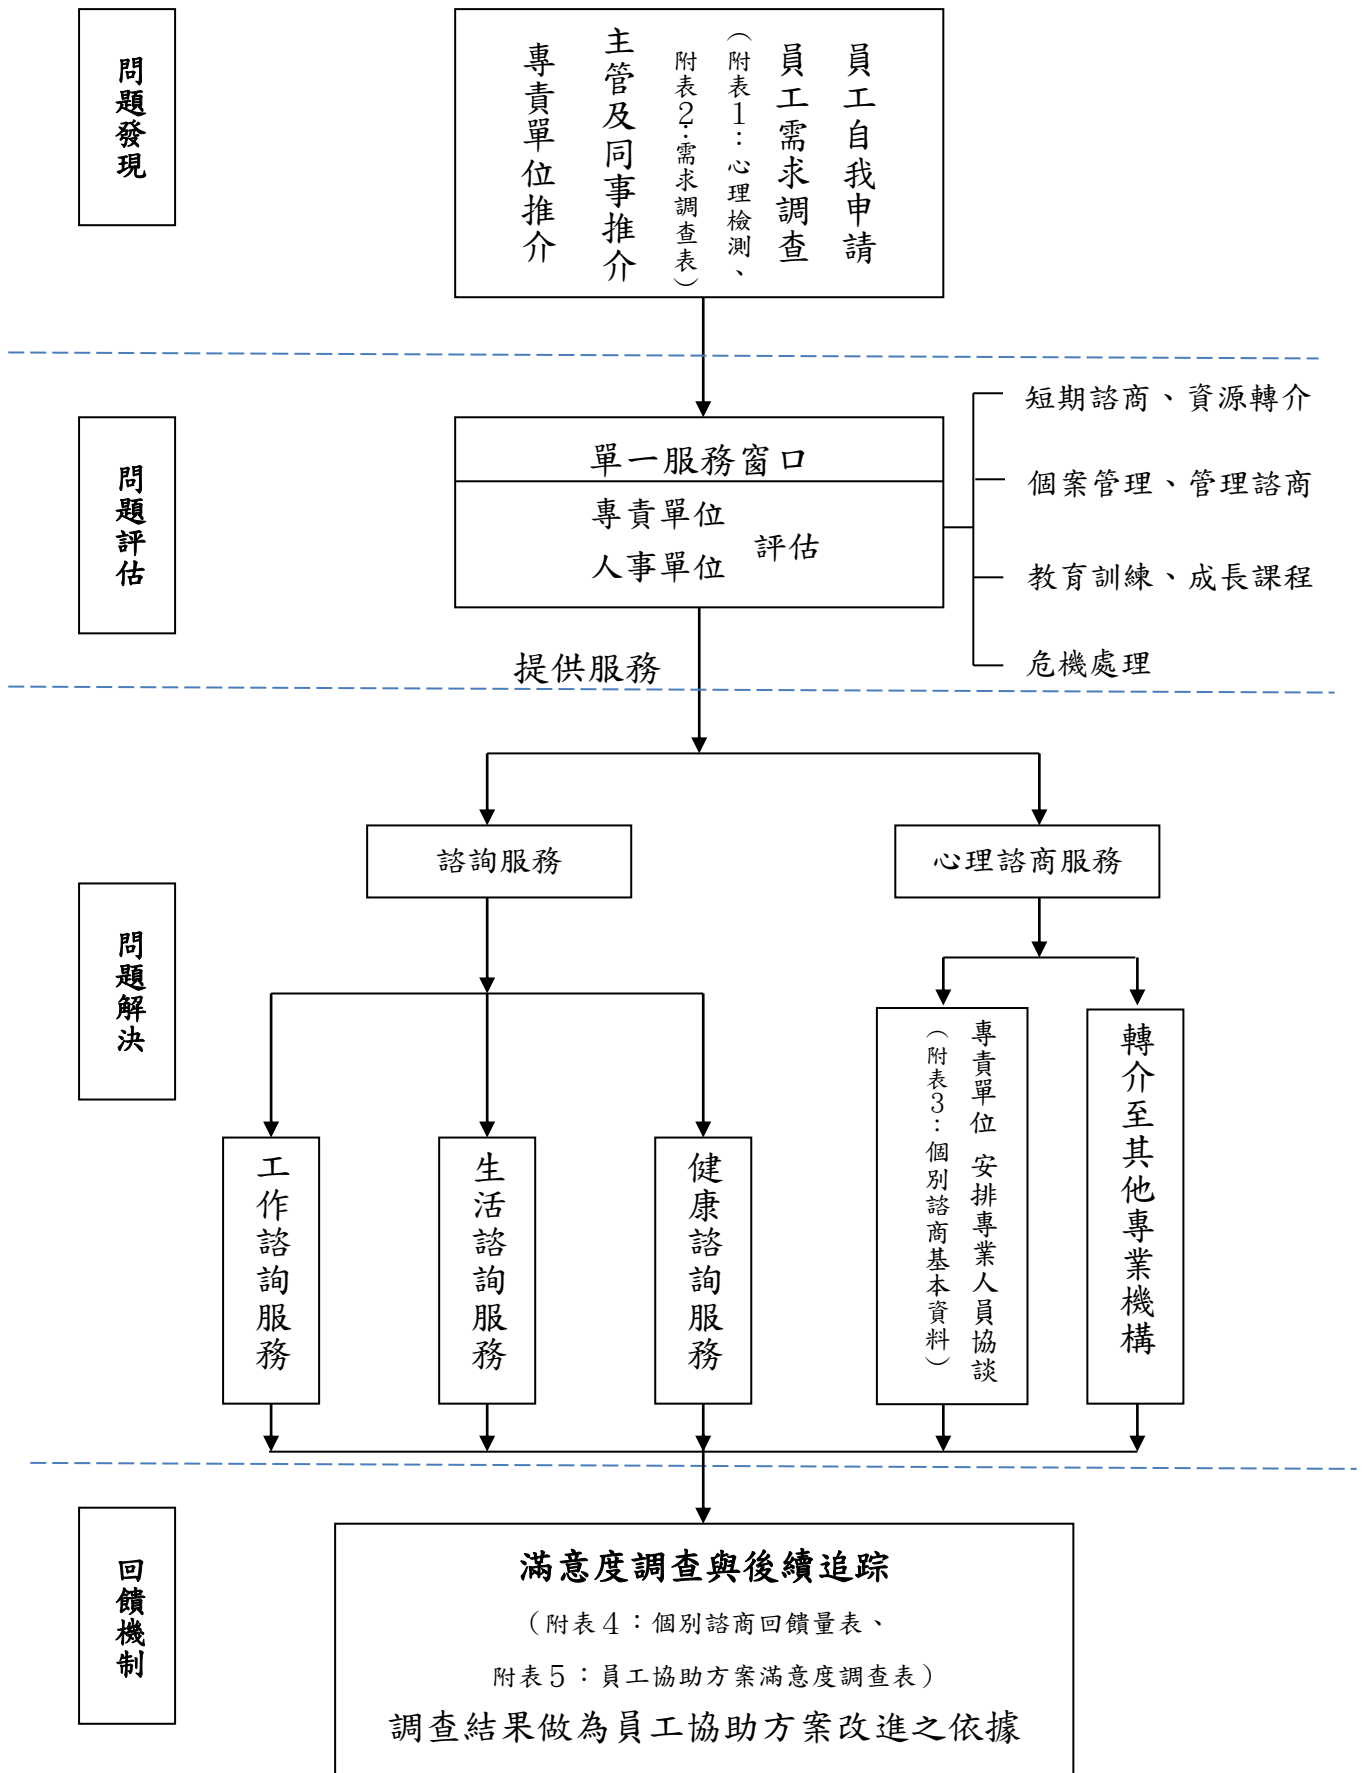 問題發現
員工自我申請
員工需求調查
（附表1：心理檢測、
附表2：需求調查表）
主管及同事推介
專責單位推介
問題評估
單一服務窗口
專責單位
人事單位
評估
短期諮商、資源轉介
個案管理、管理諮商
教育訓練、成長課程
危機處理
提供服務
問題解決
諮詢服務
心理諮商服務
工作諮詢服務
生活諮詢服務
健康諮詢服務
專責單位 安排專業人員協談
（附表3：個別諮商基本資料）
轉介至其他專業機構
回饋機制
滿意度調查與後續追踪
（附表4：個別諮商回饋量表、
附表5：員工協助方案滿意度調查表）
調查結果做為員工協助方案改進之依據